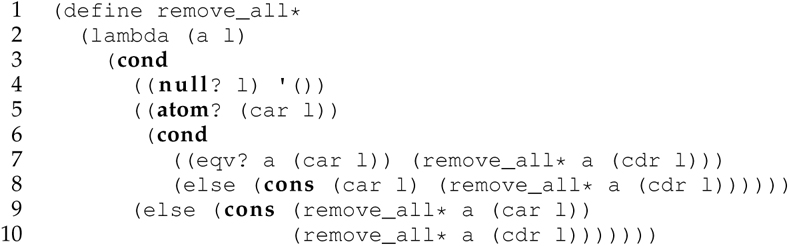 1 (define remove_all*
2 (lambda (a l)
3 (cond
4 ((null? l) '())
5 ((atom? (car l))
6 (cond
7 ((eqv? a (car l)) (remove_all* a (cdr l)))
8 (else (cons (car l) (remove_all* a (cdr l))))))
9 (else (cons (remove_all* a (car l))
10 (remove_all* a (cdr l)))))))